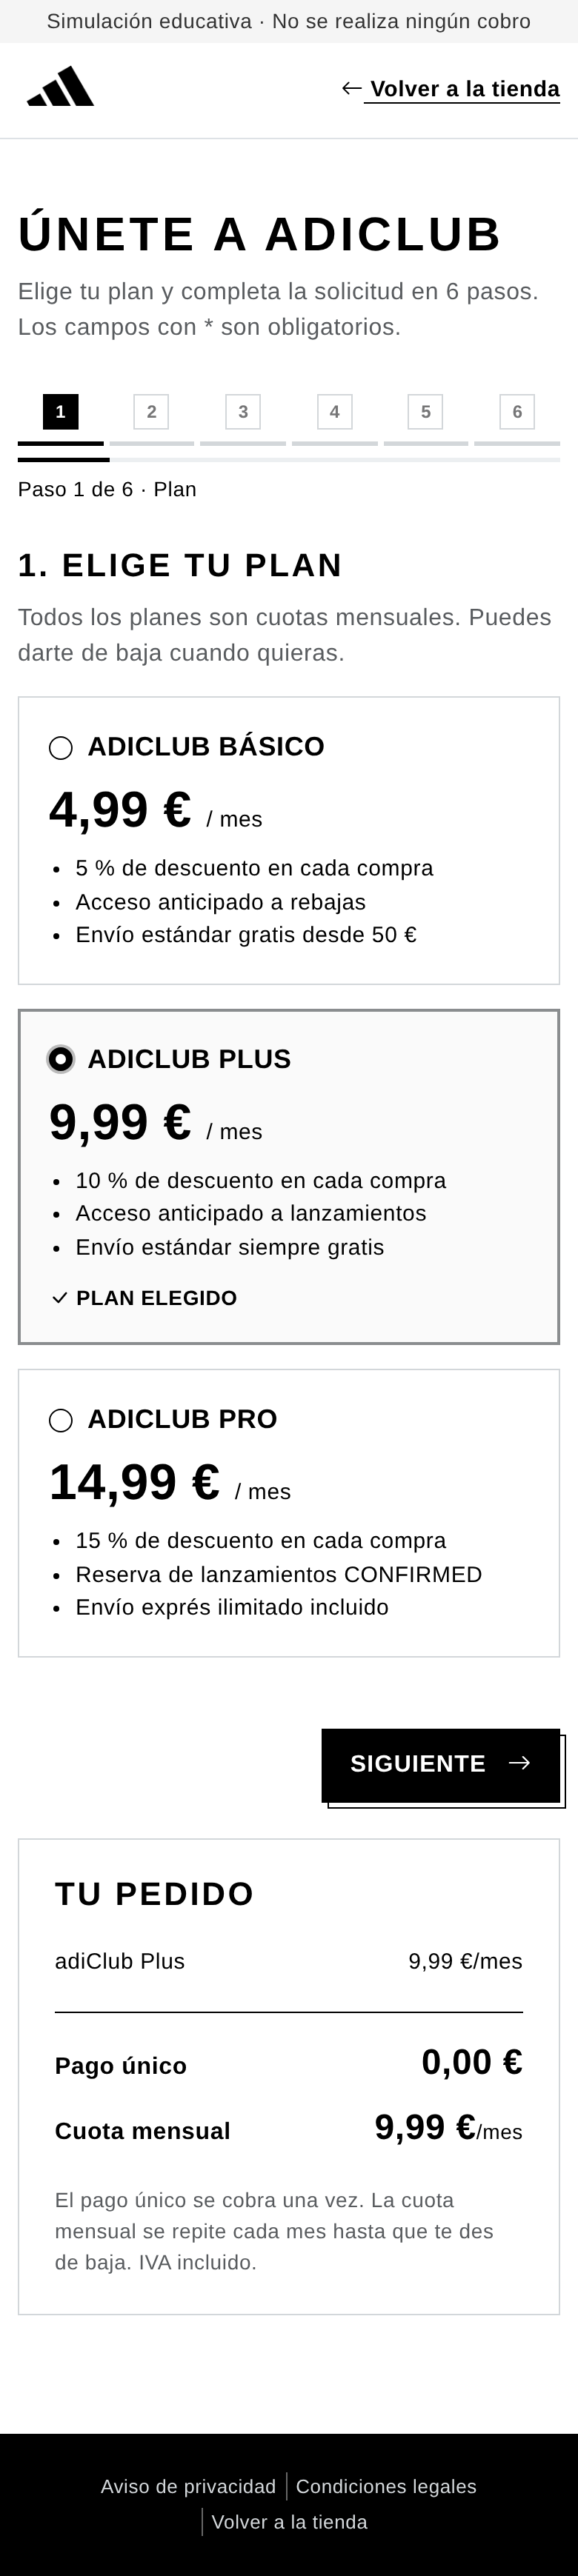 Simulación educativa · No se realiza ningún cobro
← Volver a la tienda
ÚNETE A ADICLUB
Elige tu plan y completa la solicitud en 6 pasos.
Los campos con * son obligatorios.
1 2 3 4 5 6
Paso 1 de 6 · Plan
1. ELIGE TU PLAN
Todos los planes son cuotas mensuales. Puedes
darte de baja cuando quieras.
ADICLUB BÁSICO
4,99 € / mes
• 5 % de descuento en cada compra
• Acceso anticipado a rebajas
• Envío estándar gratis desde 50 €
ADICLUB PLUS
9,99 € / mes
• 10 % de descuento en cada compra
• Acceso anticipado a lanzamientos
• Envío estándar siempre gratis
✓ PLAN ELEGIDO
ADICLUB PRO
14,99 € / mes
• 15 % de descuento en cada compra
• Reserva de lanzamientos CONFIRMED
• Envío exprés ilimitado incluido
SIGUIENTE →
TU PEDIDO
adiClub Plus 9,99 €/mes
Pago único 0,00 €
Cuota mensual 9,99 €/mes
El pago único se cobra una vez. La cuota
mensual se repite cada mes hasta que te des
de baja. IVA incluido.
Aviso de privacidad | Condiciones legales
| Volver a la tienda